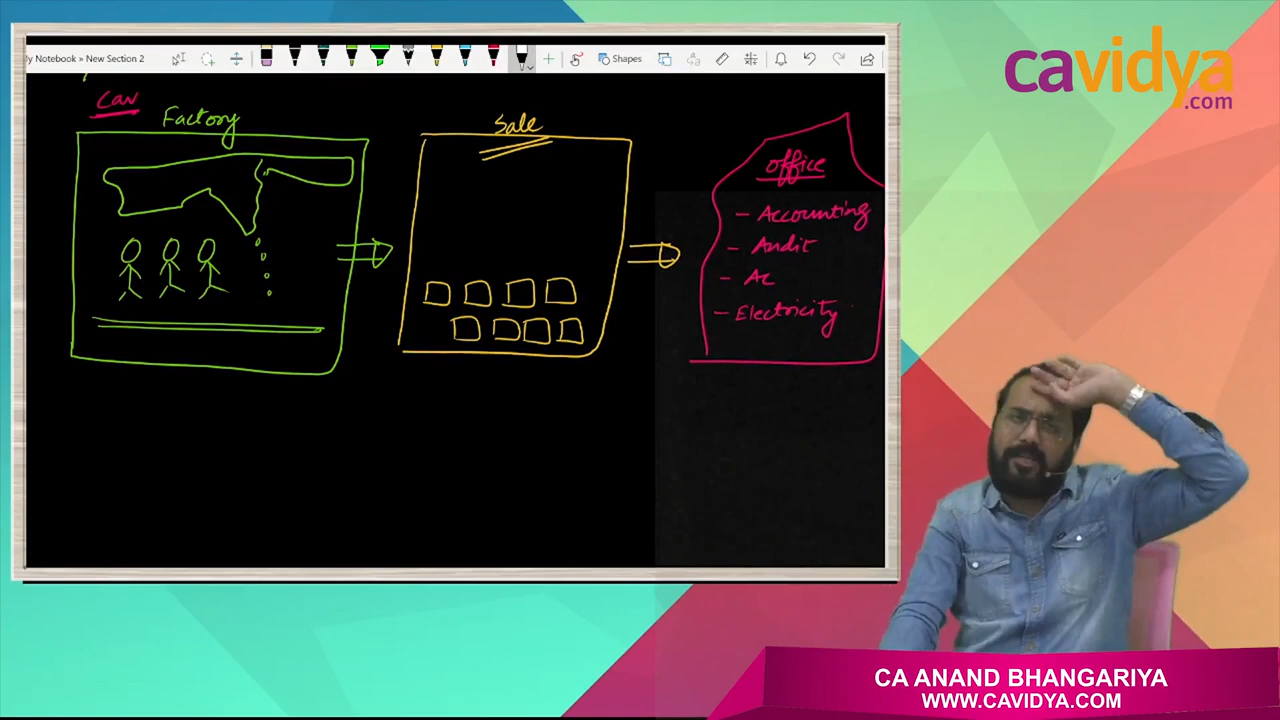 My Notebook » New Section 2
Shapes
cavidya
.com
Car
Factory
Sale
office
- Accounting
- Audit
- AC
- Electricity
CA ANAND BHANGARIYA
WWW.CAVIDYA.COM